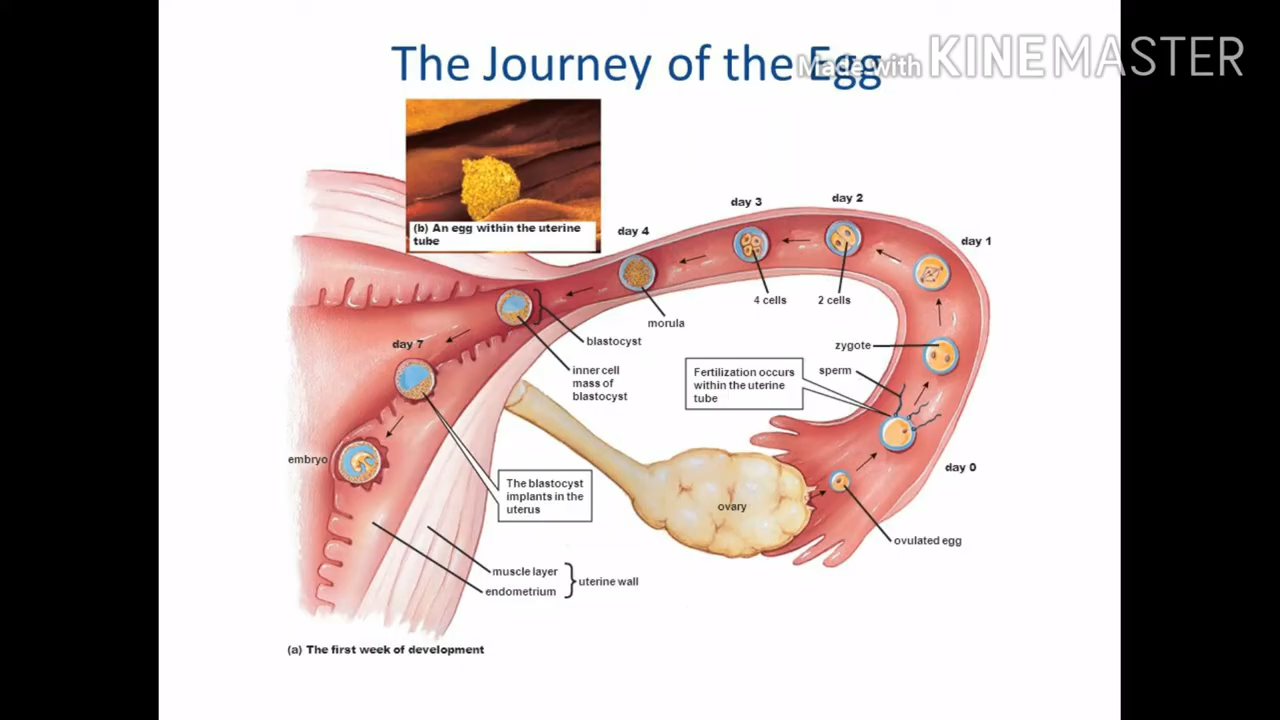 The Journey of the Egg
Made with KINEMASTER
(b) An egg within the uterine
tube
day 4
day 3
day 2
day 1
4 cells
2 cells
morula
blastocyst
day 7
inner cell
mass of
blastocyst
zygote
sperm
Fertilization occurs
within the uterine
tube
embryo
day 0
The blastocyst
implants in the
uterus
ovary
ovulated egg
muscle layer
endometrium
uterine wall
(a) The first week of development